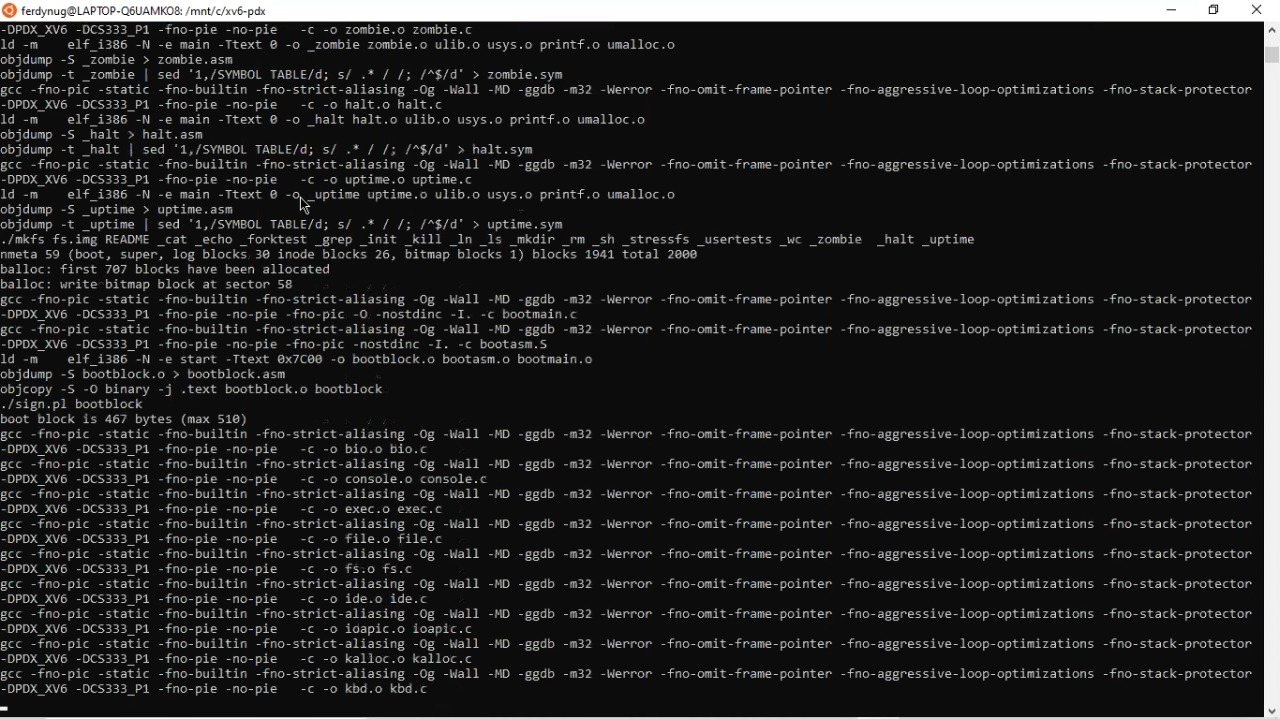 ferdynug@LAPTOP-Q6UAMKO8: /mnt/c/xv6-pdx
-DPDX_XV6 -DCS333_P1 -fno-pie -no-pie   -c -o zombie.o zombie.c
ld -m    elf_i386 -N -e main -Ttext 0 -o _zombie zombie.o ulib.o usys.o printf.o umalloc.o
objdump -S _zombie > zombie.asm
objdump -t _zombie | sed '1,/SYMBOL TABLE/d; s/ .* / /; /^$/d' > zombie.sym
gcc -fno-pic -static -fno-builtin -fno-strict-aliasing -Og -Wall -MD -ggdb -m32 -Werror -fno-omit-frame-pointer -fno-aggressive-loop-optimizations -fno-stack-protector
-DPDX_XV6 -DCS333_P1 -fno-pie -no-pie   -c -o halt.o halt.c
ld -m    elf_i386 -N -e main -Ttext 0 -o _halt halt.o ulib.o usys.o printf.o umalloc.o
objdump -S _halt > halt.asm
objdump -t _halt | sed '1,/SYMBOL TABLE/d; s/ .* / /; /^$/d' > halt.sym
gcc -fno-pic -static -fno-builtin -fno-strict-aliasing -Og -Wall -MD -ggdb -m32 -Werror -fno-omit-frame-pointer -fno-aggressive-loop-optimizations -fno-stack-protector
-DPDX_XV6 -DCS333_P1 -fno-pie -no-pie   -c -o uptime.o uptime.c
ld -m    elf_i386 -N -e main -Ttext 0 -o _uptime uptime.o ulib.o usys.o printf.o umalloc.o
objdump -S _uptime > uptime.asm
objdump -t _uptime | sed '1,/SYMBOL TABLE/d; s/ .* / /; /^$/d' > uptime.sym
./mkfs fs.img README _cat _echo _forktest _grep _init _kill _ln _ls _mkdir _rm _sh _stressfs _usertests _wc _zombie  _halt _uptime
nmeta 59 (boot, super, log blocks 30 inode blocks 26, bitmap blocks 1) blocks 1941 total 2000
balloc: first 707 blocks have been allocated
balloc: write bitmap block at sector 58
gcc -fno-pic -static -fno-builtin -fno-strict-aliasing -Og -Wall -MD -ggdb -m32 -Werror -fno-omit-frame-pointer -fno-aggressive-loop-optimizations -fno-stack-protector
-DPDX_XV6 -DCS333_P1 -fno-pie -no-pie -fno-pic -O -nostdinc -I. -c bootmain.c
gcc -fno-pic -static -fno-builtin -fno-strict-aliasing -Og -Wall -MD -ggdb -m32 -Werror -fno-omit-frame-pointer -fno-aggressive-loop-optimizations -fno-stack-protector
-DPDX_XV6 -DCS333_P1 -fno-pie -no-pie -fno-pic -nostdinc -I. -c bootasm.S
ld -m    elf_i386 -N -e start -Ttext 0x7C00 -o bootblock.o bootasm.o bootmain.o
objdump -S bootblock.o > bootblock.asm
objcopy -S -O binary -j .text bootblock.o bootblock
./sign.pl bootblock
boot block is 467 bytes (max 510)
gcc -fno-pic -static -fno-builtin -fno-strict-aliasing -Og -Wall -MD -ggdb -m32 -Werror -fno-omit-frame-pointer -fno-aggressive-loop-optimizations -fno-stack-protector
-DPDX_XV6 -DCS333_P1 -fno-pie -no-pie   -c -o bio.o bio.c
gcc -fno-pic -static -fno-builtin -fno-strict-aliasing -Og -Wall -MD -ggdb -m32 -Werror -fno-omit-frame-pointer -fno-aggressive-loop-optimizations -fno-stack-protector
-DPDX_XV6 -DCS333_P1 -fno-pie -no-pie   -c -o console.o console.c
gcc -fno-pic -static -fno-builtin -fno-strict-aliasing -Og -Wall -MD -ggdb -m32 -Werror -fno-omit-frame-pointer -fno-aggressive-loop-optimizations -fno-stack-protector
-DPDX_XV6 -DCS333_P1 -fno-pie -no-pie   -c -o exec.o exec.c
gcc -fno-pic -static -fno-builtin -fno-strict-aliasing -Og -Wall -MD -ggdb -m32 -Werror -fno-omit-frame-pointer -fno-aggressive-loop-optimizations -fno-stack-protector
-DPDX_XV6 -DCS333_P1 -fno-pie -no-pie   -c -o file.o file.c
gcc -fno-pic -static -fno-builtin -fno-strict-aliasing -Og -Wall -MD -ggdb -m32 -Werror -fno-omit-frame-pointer -fno-aggressive-loop-optimizations -fno-stack-protector
-DPDX_XV6 -DCS333_P1 -fno-pie -no-pie   -c -o fs.o fs.c
gcc -fno-pic -static -fno-builtin -fno-strict-aliasing -Og -Wall -MD -ggdb -m32 -Werror -fno-omit-frame-pointer -fno-aggressive-loop-optimizations -fno-stack-protector
-DPDX_XV6 -DCS333_P1 -fno-pie -no-pie   -c -o ide.o ide.c
gcc -fno-pic -static -fno-builtin -fno-strict-aliasing -Og -Wall -MD -ggdb -m32 -Werror -fno-omit-frame-pointer -fno-aggressive-loop-optimizations -fno-stack-protector
-DPDX_XV6 -DCS333_P1 -fno-pie -no-pie   -c -o ioapic.o ioapic.c
gcc -fno-pic -static -fno-builtin -fno-strict-aliasing -Og -Wall -MD -ggdb -m32 -Werror -fno-omit-frame-pointer -fno-aggressive-loop-optimizations -fno-stack-protector
-DPDX_XV6 -DCS333_P1 -fno-pie -no-pie   -c -o kalloc.o kalloc.c
gcc -fno-pic -static -fno-builtin -fno-strict-aliasing -Og -Wall -MD -ggdb -m32 -Werror -fno-omit-frame-pointer -fno-aggressive-loop-optimizations -fno-stack-protector
-DPDX_XV6 -DCS333_P1 -fno-pie -no-pie   -c -o kbd.o kbd.c